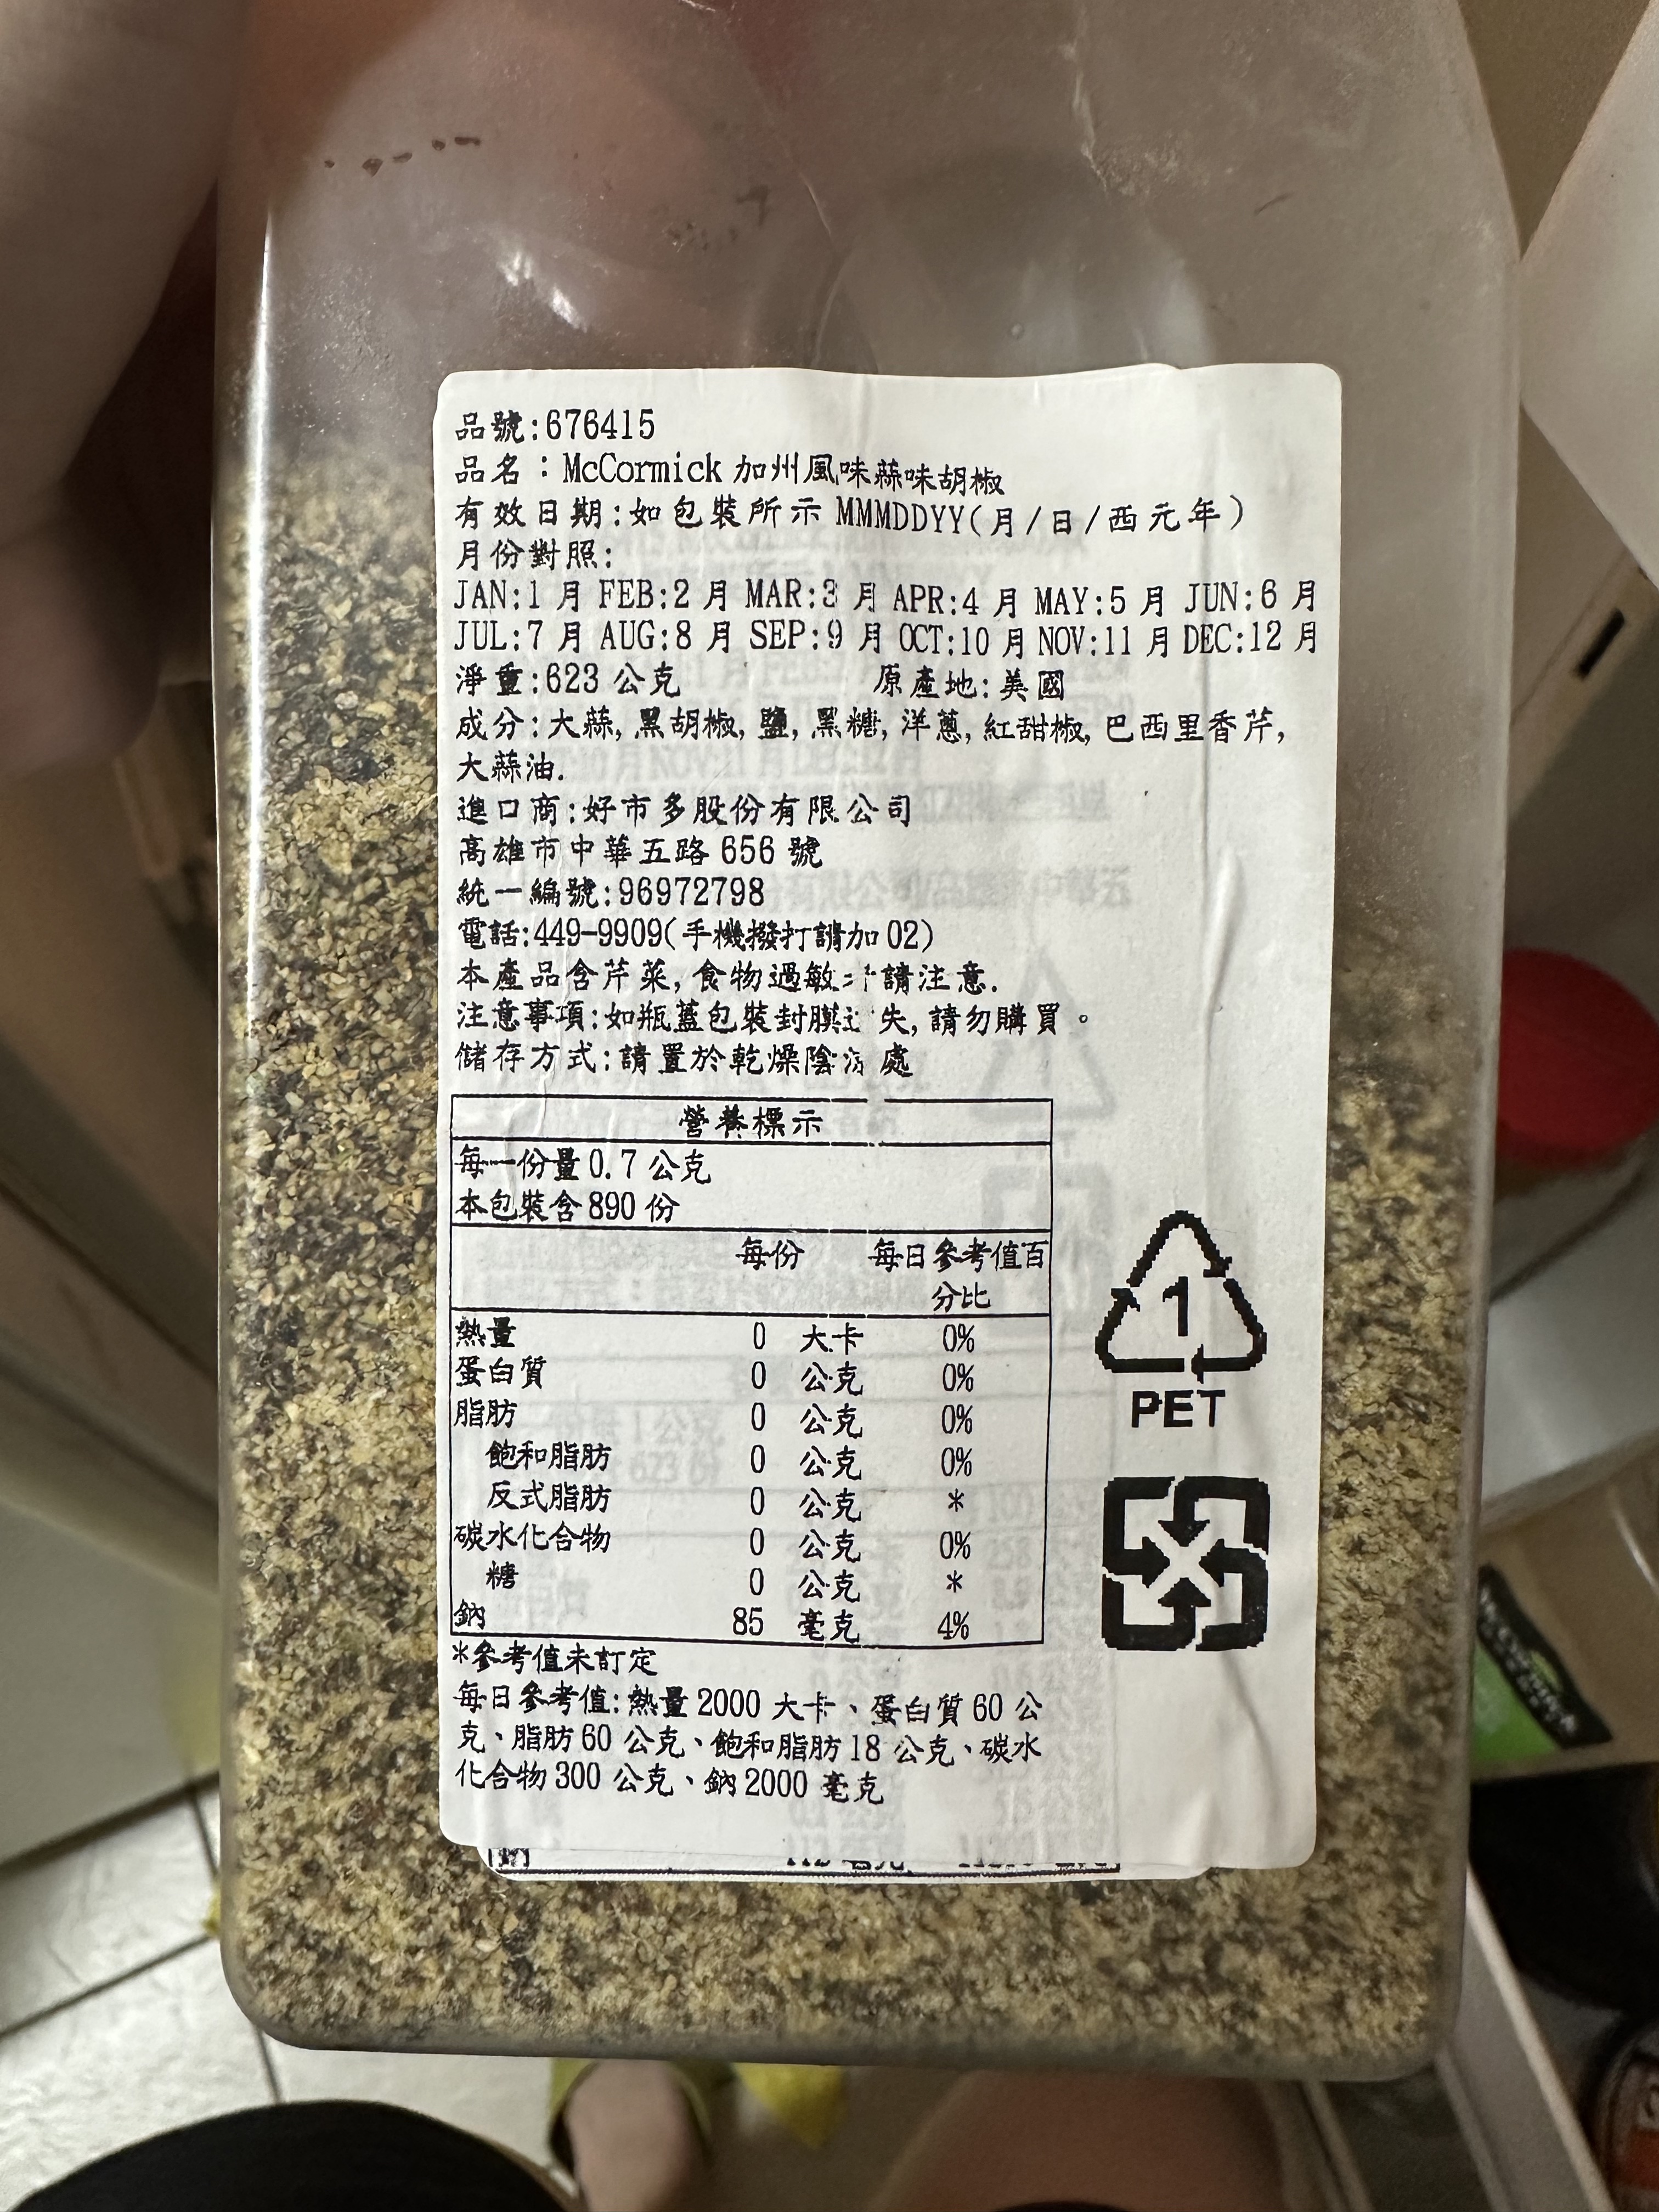 品號:676415
品名：McCormick 加州風味蒜味胡椒
有效日期:如包裝所示 MMMDDYY(月/日/西元年)
月份對照:
JAN:1 月 FEB:2 月 MAR:3 月 APR:4 月 MAY:5 月 JUN:6 月
JUL:7 月 AUG:8 月 SEP:9 月 OCT:10 月 NOV:11 月 DEC:12 月
淨重:623 公克 原產地:美國
成分:大蒜,黑胡椒,鹽,黑糖,洋蔥,紅甜椒,巴西里香芹,
大蒜油.
進口商:好市多股份有限公司
高雄市中華五路 656 號
統一編號:96972798
電話:449-9909(手機撥打請加 02)
本產品含芹菜,食物過敏 請注意.
注意事項:如瓶蓋包裝封膜 失,請勿購買。
儲存方式:請置於乾燥陰 處
營養標示
每一份量 0.7 公克
本包裝含 890 份
每份 每日參考值百
分比
熱量 0 大卡 0%
蛋白質 0 公克 0%
脂肪 0 公克 0%
飽和脂肪 0 公克 0%
反式脂肪 0 公克 *
碳水化合物 0 公克 0%
糖 0 公克 *
鈉 85 毫克 4%
*參考值未訂定
每日參考值:熱量 2000 大卡、蛋白質 60 公
克、脂肪 60 公克、飽和脂肪 18 公克、碳水
化合物 300 公克、鈉 2000 毫克
1
PET